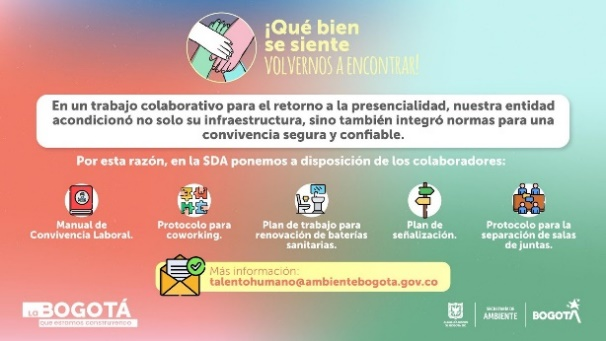 ¡Qué bien
se siente
VOLVERNOS A ENCONTRAR!
En un trabajo colaborativo para el retorno a la presencialidad, nuestra entidad
acondicionó no solo su infraestructura, sino también integró normas para una
convivencia segura y confiable.
Por esta razón, en la SDA ponemos a disposición de los colaboradores:
Manual de
Convivencia Laboral.
Protocolo para
coworking.
Plan de trabajo para
renovación de baterías
sanitarias.
Plan de
señalización.
Protocolo para la
separación de salas
de juntas.
Más información:
talentohumano@ambientebogota.gov.co
LA BOGOTÁ
que estamos construyendo
AMBIENTE
BOGOTÁ